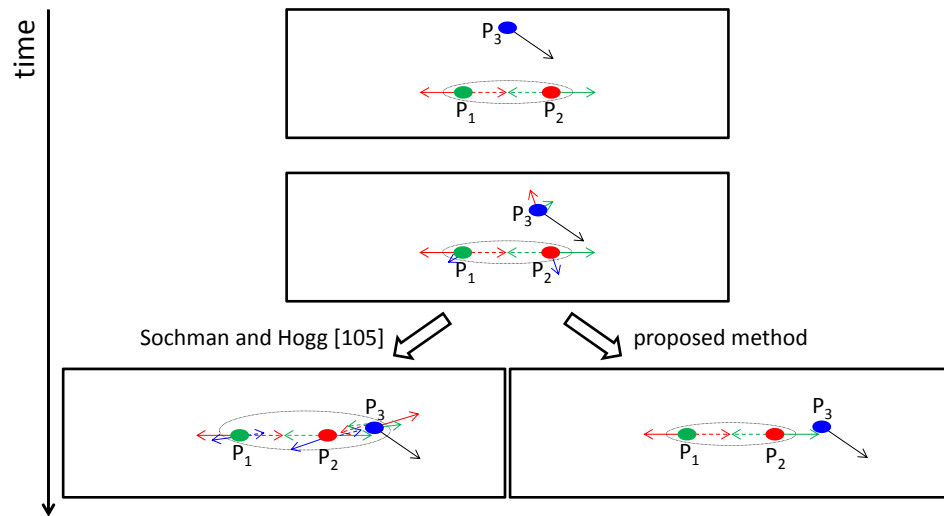 time
P3
P1 P2
P3
P1 P2
Sochman and Hogg [105] proposed method
P3
P1 P2
P3
P1 P2